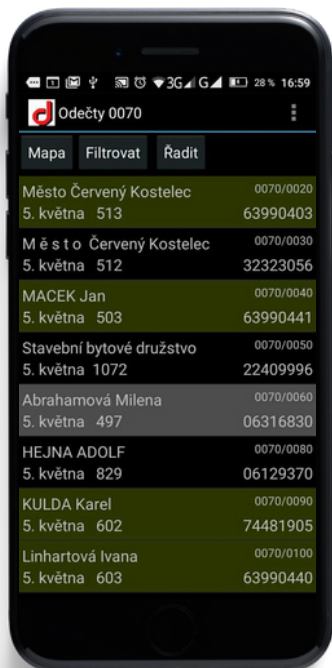 3G G 28% 16:59
Odečty 0070
Mapa Filtrovat Řadit
Město Červený Kostelec 0070/0020
5. května 513 63990403
M ě s t o Červený Kostelec 0070/0030
5. května 512 32323056
MACEK Jan 0070/0040
5. května 503 63990441
Stavební bytové družstvo 0070/0050
5. května 1072 22409996
Abrahamová Milena 0070/0060
5. května 497 06316830
HEJNA ADOLF 0070/0080
5. května 829 06129370
KULDA Karel 0070/0090
5. května 602 74481905
Linhartová Ivana 0070/0100
5. května 603 63990440